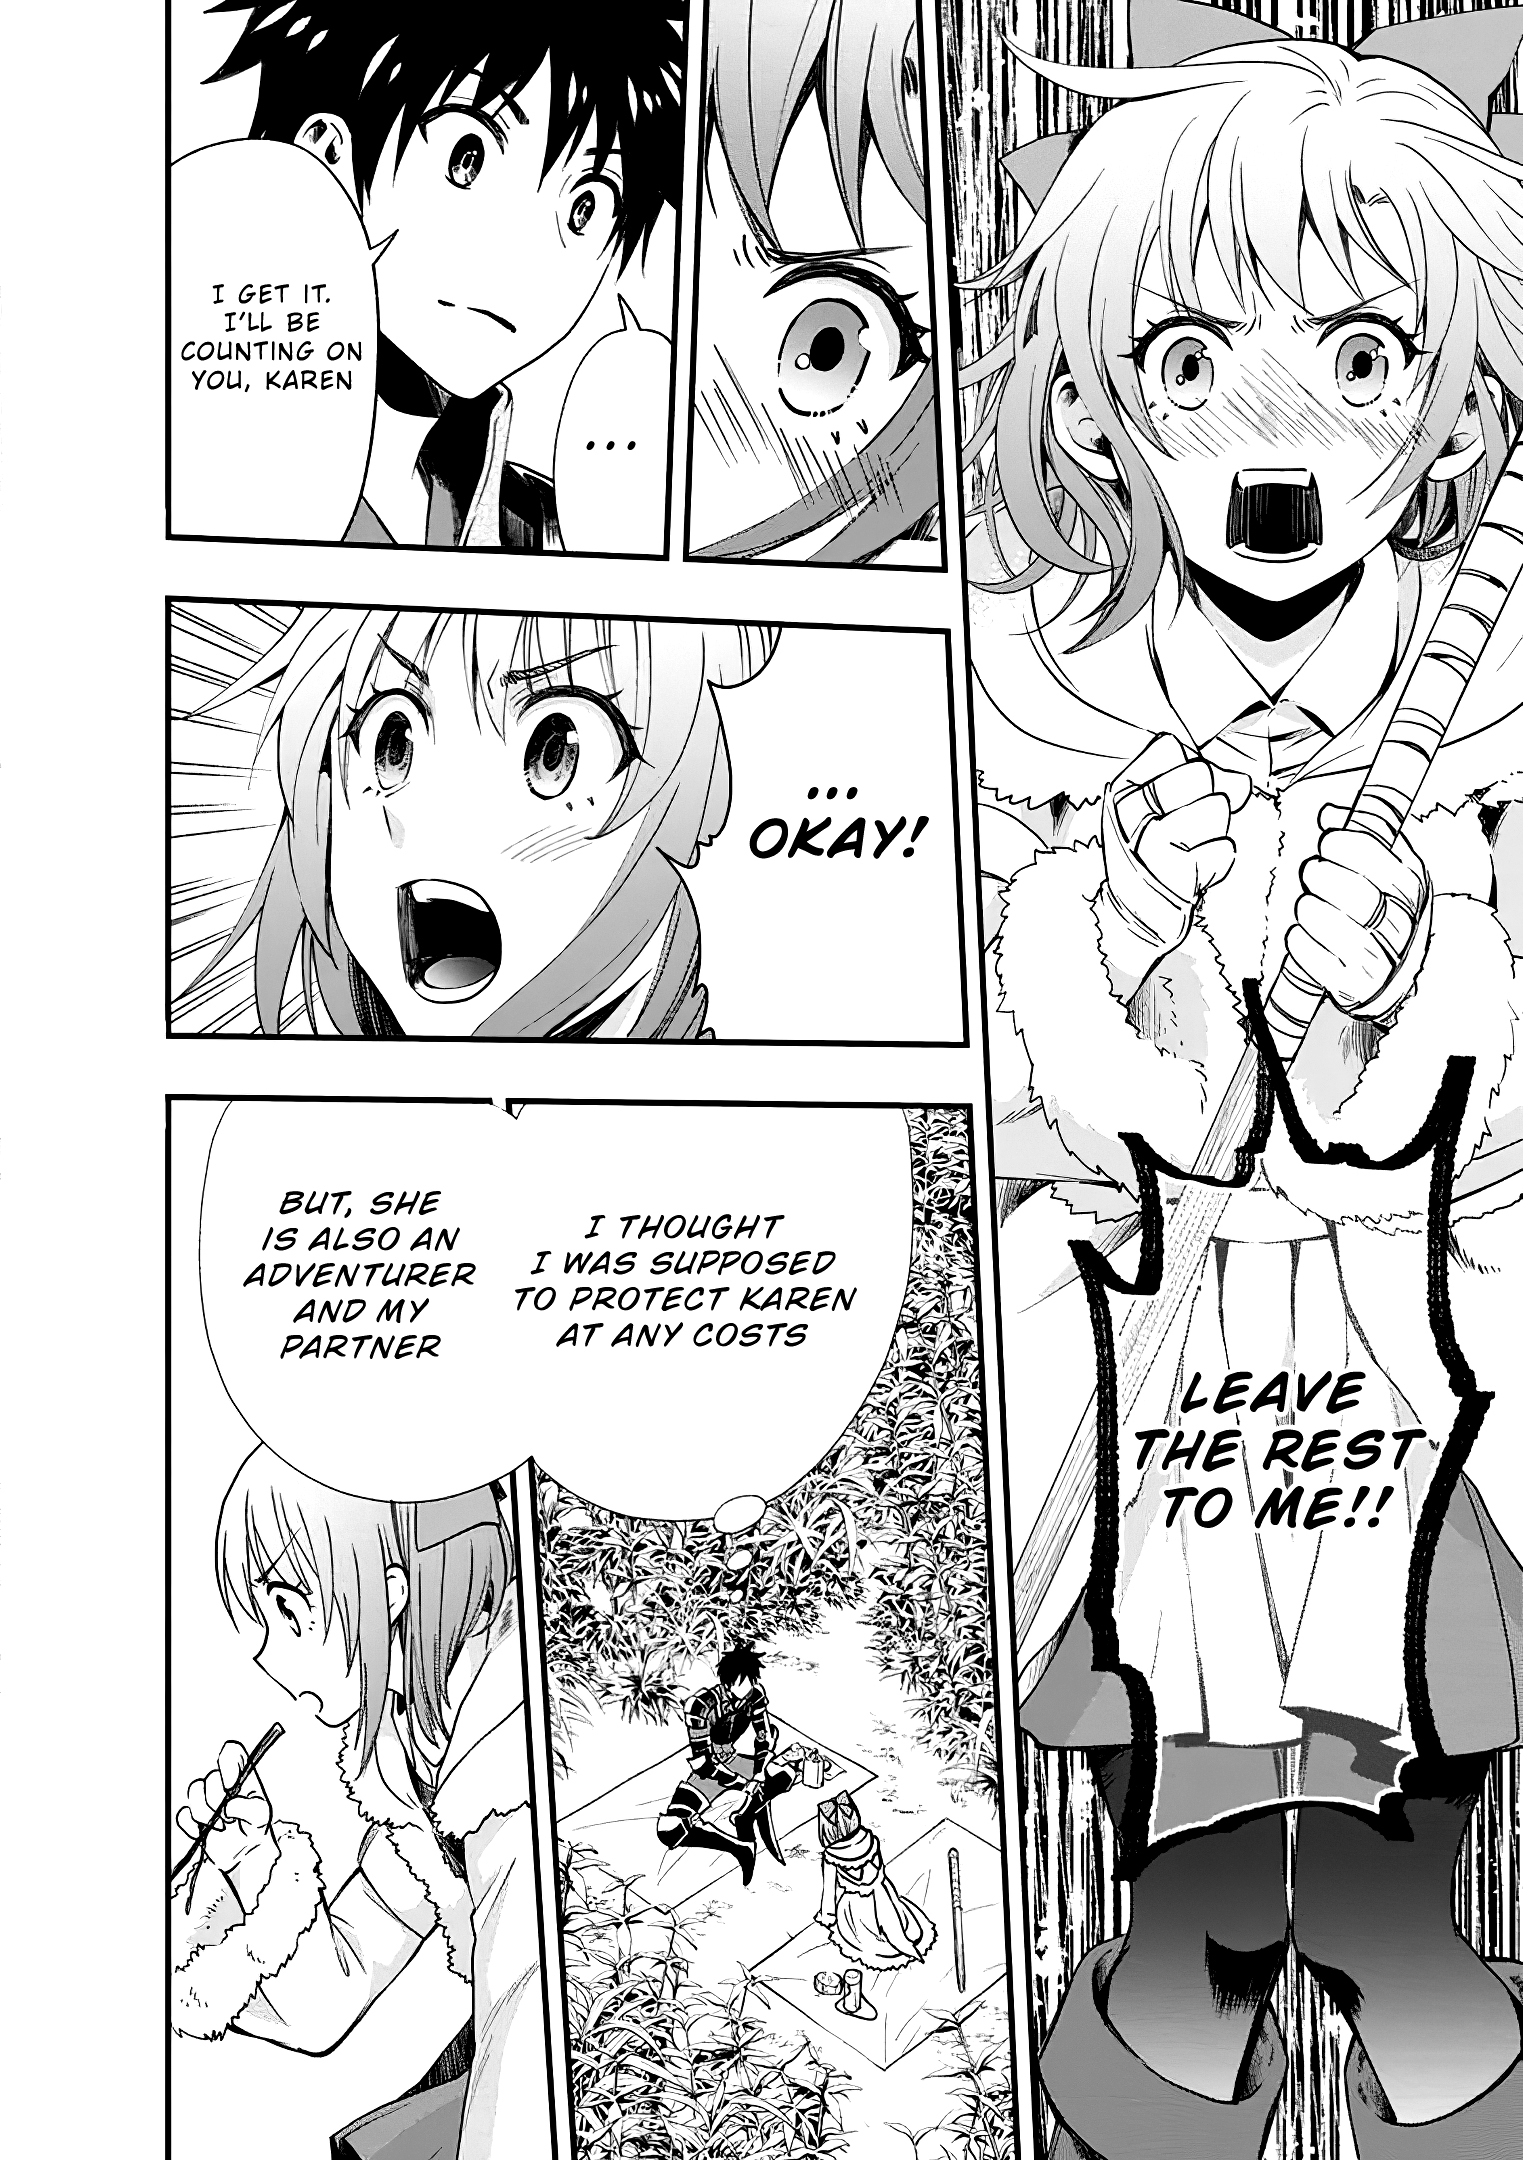 LEAVE
THE REST
TO ME!!
...
I GET IT.
I'LL BE
COUNTING ON
YOU, KAREN
...
OKAY!
I THOUGHT
I WAS SUPPOSED
TO PROTECT KAREN
AT ANY COSTS
BUT, SHE
IS ALSO AN
ADVENTURER
AND MY
PARTNER